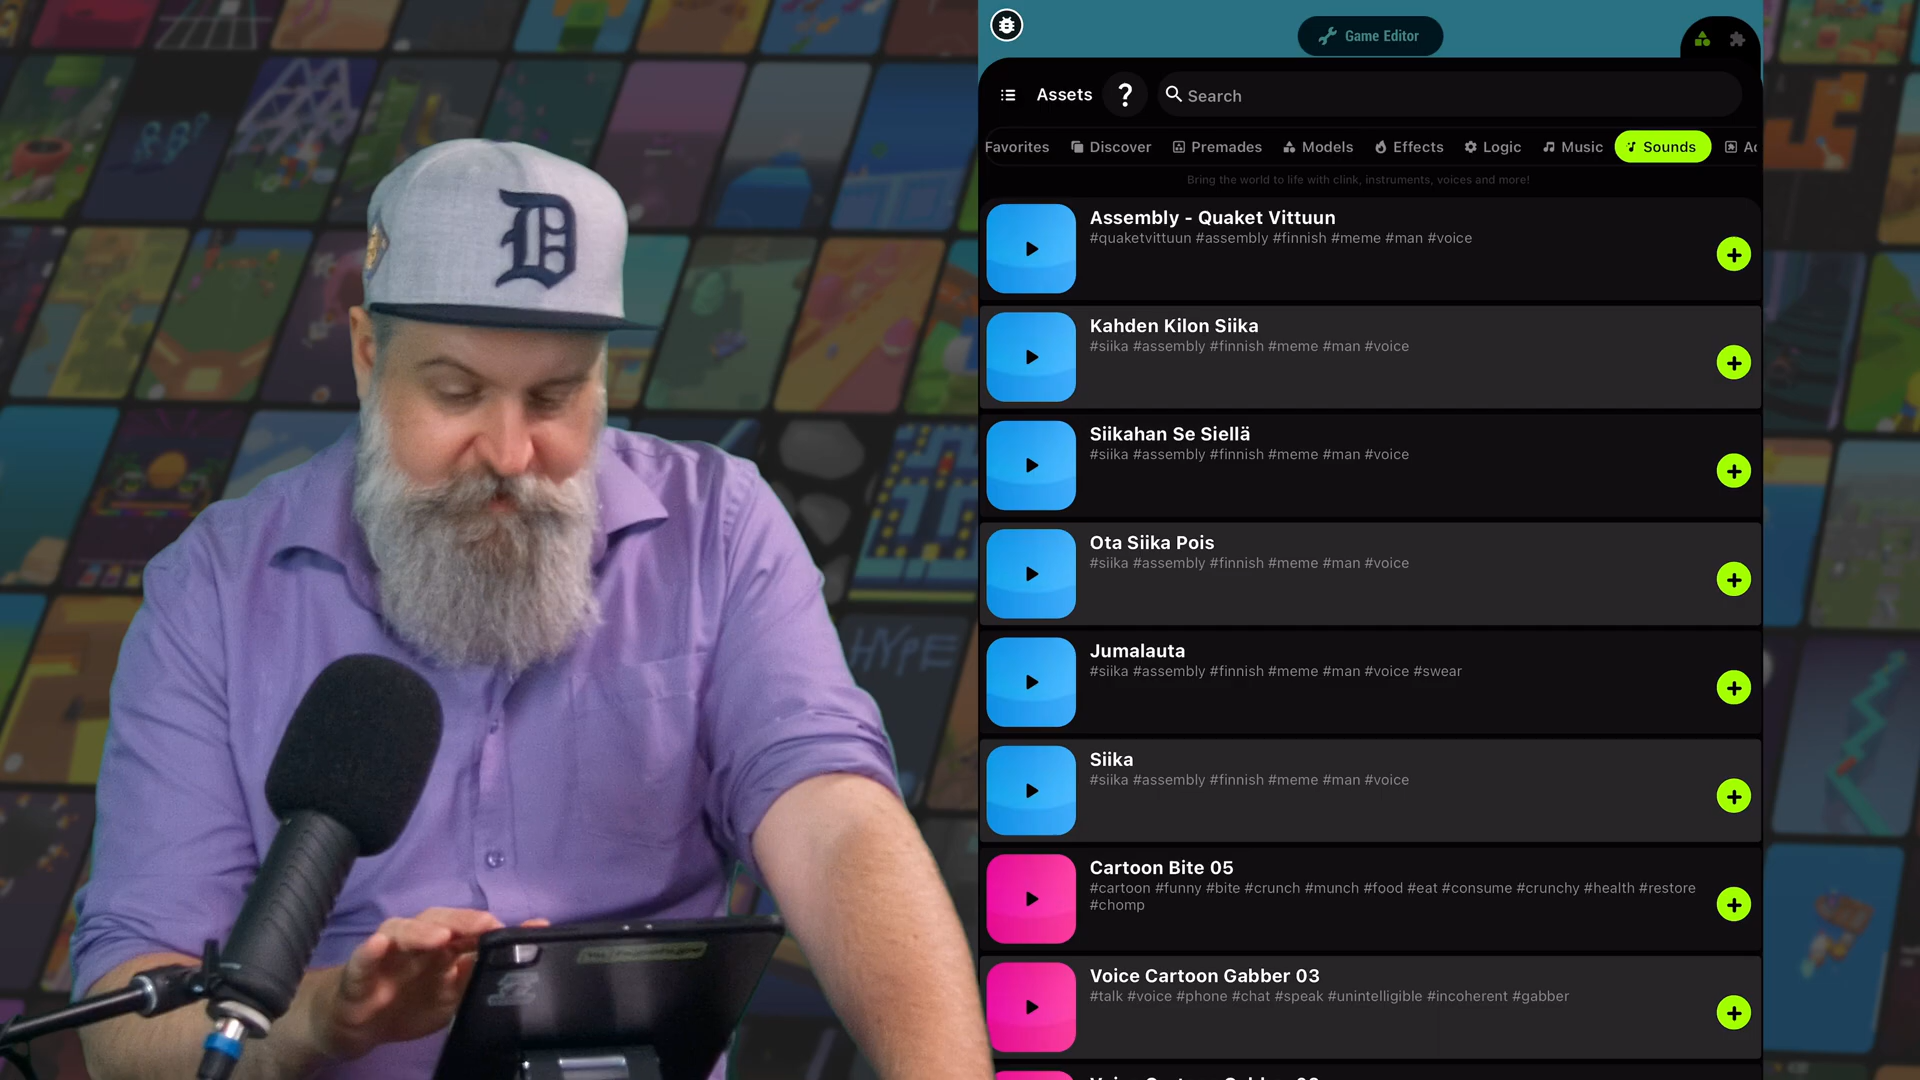 Game Editor
Assets
?
Search
Favorites Discover Premades Models Effects Logic Music Sounds
Bring the world to life with clink, instruments, voices and more!
Assembly - Quaket Vittuun
#quaketvittuun #assembly #finnish #meme #man #voice
Kahden Kilon Siika
#siika #assembly #finnish #meme #man #voice
Siikahan Se Siellä
#siika #assembly #finnish #meme #man #voice
Ota Siika Pois
#siika #assembly #finnish #meme #man #voice
Jumalauta
#siika #assembly #finnish #meme #man #voice #swear
Siika
#siika #assembly #finnish #meme #man #voice
Cartoon Bite 05
#cartoon #funny #bite #crunch #munch #food #eat #consume #crunchy #health #restore
#chomp
Voice Cartoon Gabber 03
#talk #voice #phone #chat #speak #unintelligible #incoherent #gabber
D
HYPE